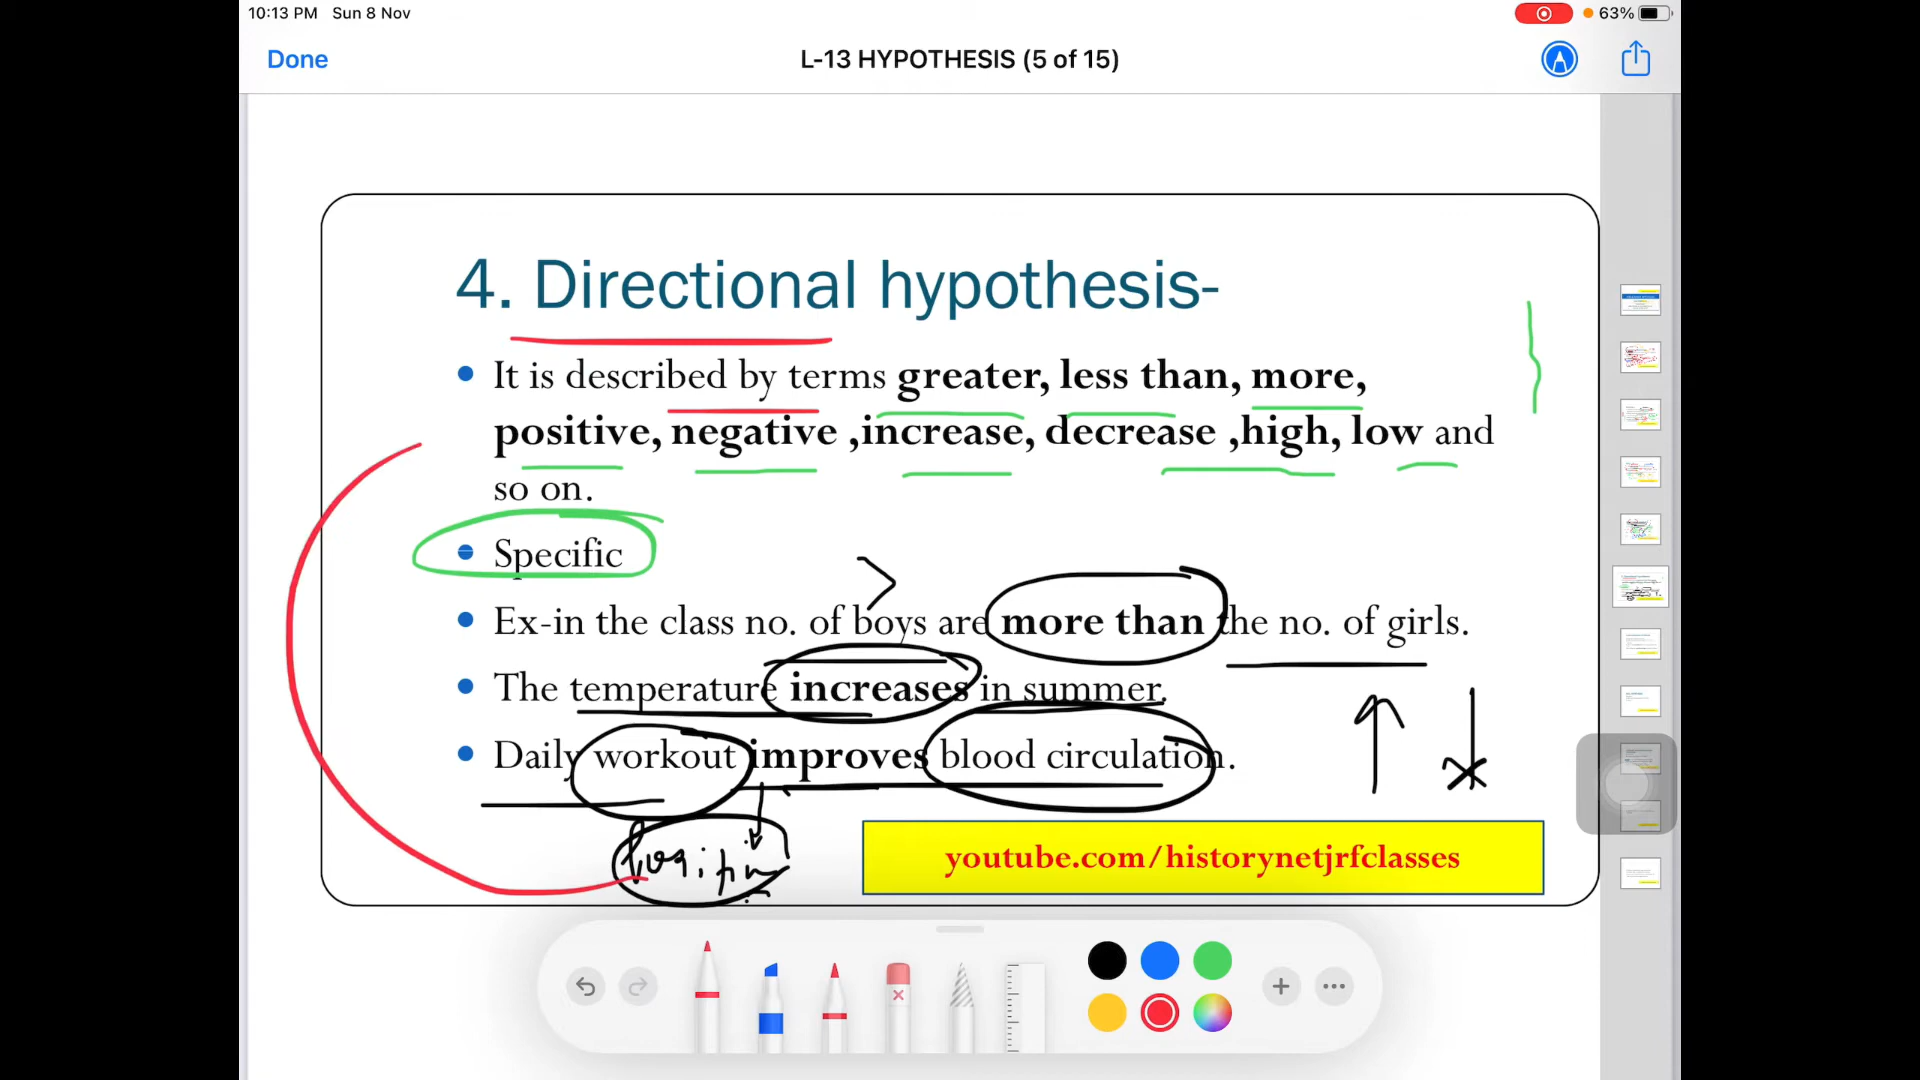 10:13 PM Sun 8 Nov
63%
Done
L-13 HYPOTHESIS (5 of 15)
4. Directional hypothesis-
It is described by terms greater, less than, more,
positive, negative ,increase, decrease ,high, low and
so on.
Specific
>
Ex-in the class no. of boys are more than the no. of girls.
The temperature increases in summer.
Daily workout improves blood circulation.
youtube.com/historynetjrfclasses